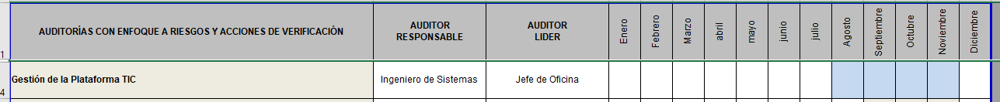 AUDITORÍAS CON ENFOQUE A RIESGOS Y ACCIONES DE VERIFICACIÓN
AUDITOR
RESPONSABLE
AUDITOR
LIDER
Enero
Febrero
Marzo
abril
mayo
junio
julio
Agosto
Septiembre
Octubre
Noviembre
Diciembre
1
Gestión de la Plataforma TIC
Ingeniero de Sistemas
Jefe de Oficina
4